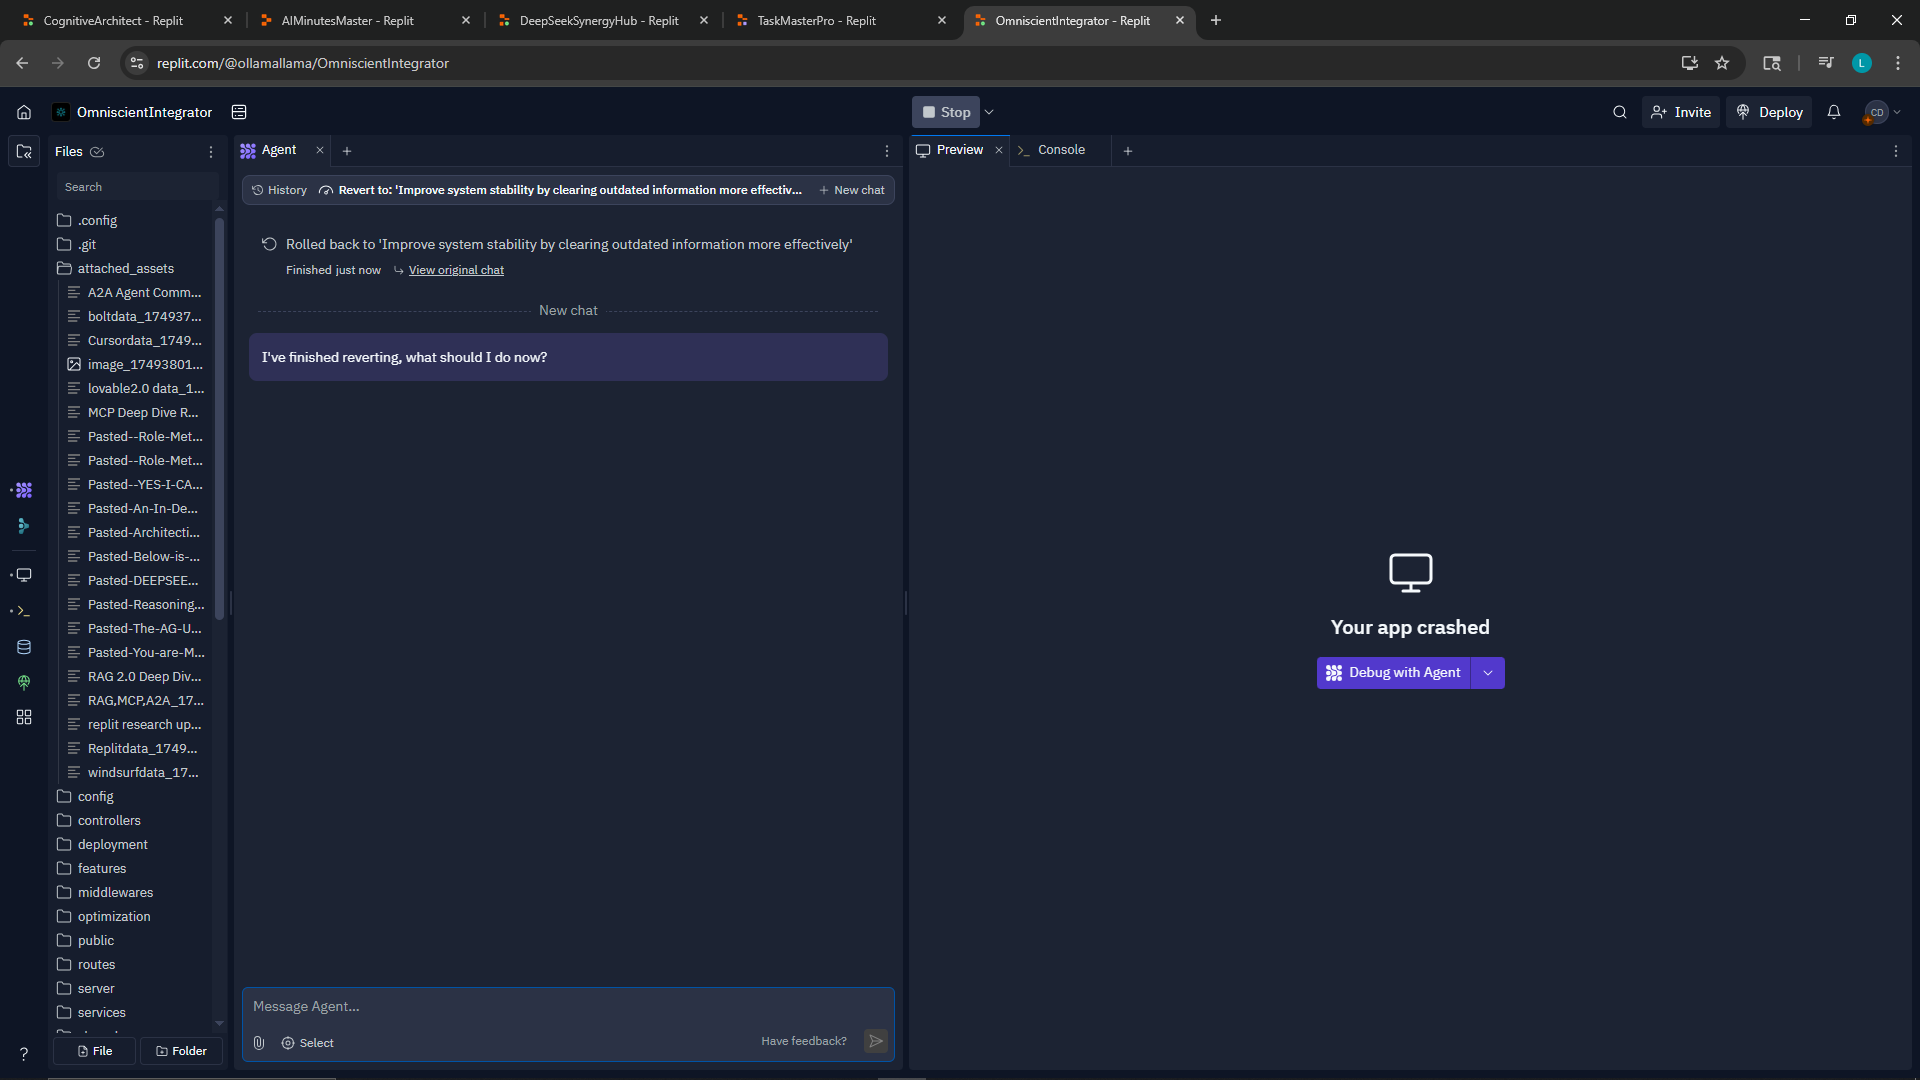 CognitiveArchitect - Replit
AIMinutesMaster - Replit
DeepSeekSynergyHub - Replit
TaskMasterPro - Replit
OmniscientIntegrator - Replit
replit.com/@ollamallama/OmniscientIntegrator
L
OmniscientIntegrator
Stop
Invite
Deploy
CD
Files
Search
.config
.git
attached_assets
A2A Agent Comm...
boltdata_174937...
Cursordata_1749...
image_17493801...
lovable2.0 data_1...
MCP Deep Dive R...
Pasted--Role-Met...
Pasted--Role-Met...
Pasted--YES-I-CA...
Pasted-An-In-De...
Pasted-Architecti...
Pasted-Below-is-...
Pasted-DEEPSEE...
Pasted-Reasoning...
Pasted-The-AG-U...
Pasted-You-are-M...
RAG 2.0 Deep Div...
RAG,MCP,A2A_17...
replit research up...
Replitdata_1749...
windsurfdata_17...
config
controllers
deployment
features
middlewares
optimization
public
routes
server
services
File
Folder
Agent
History
Revert to: 'Improve system stability by clearing outdated information more effectiv...
New chat
Rolled back to 'Improve system stability by clearing outdated information more effectively'
Finished just now
View original chat
New chat
I've finished reverting, what should I do now?
Message Agent...
Select
Have feedback?
Preview
Console
Your app crashed
Debug with Agent